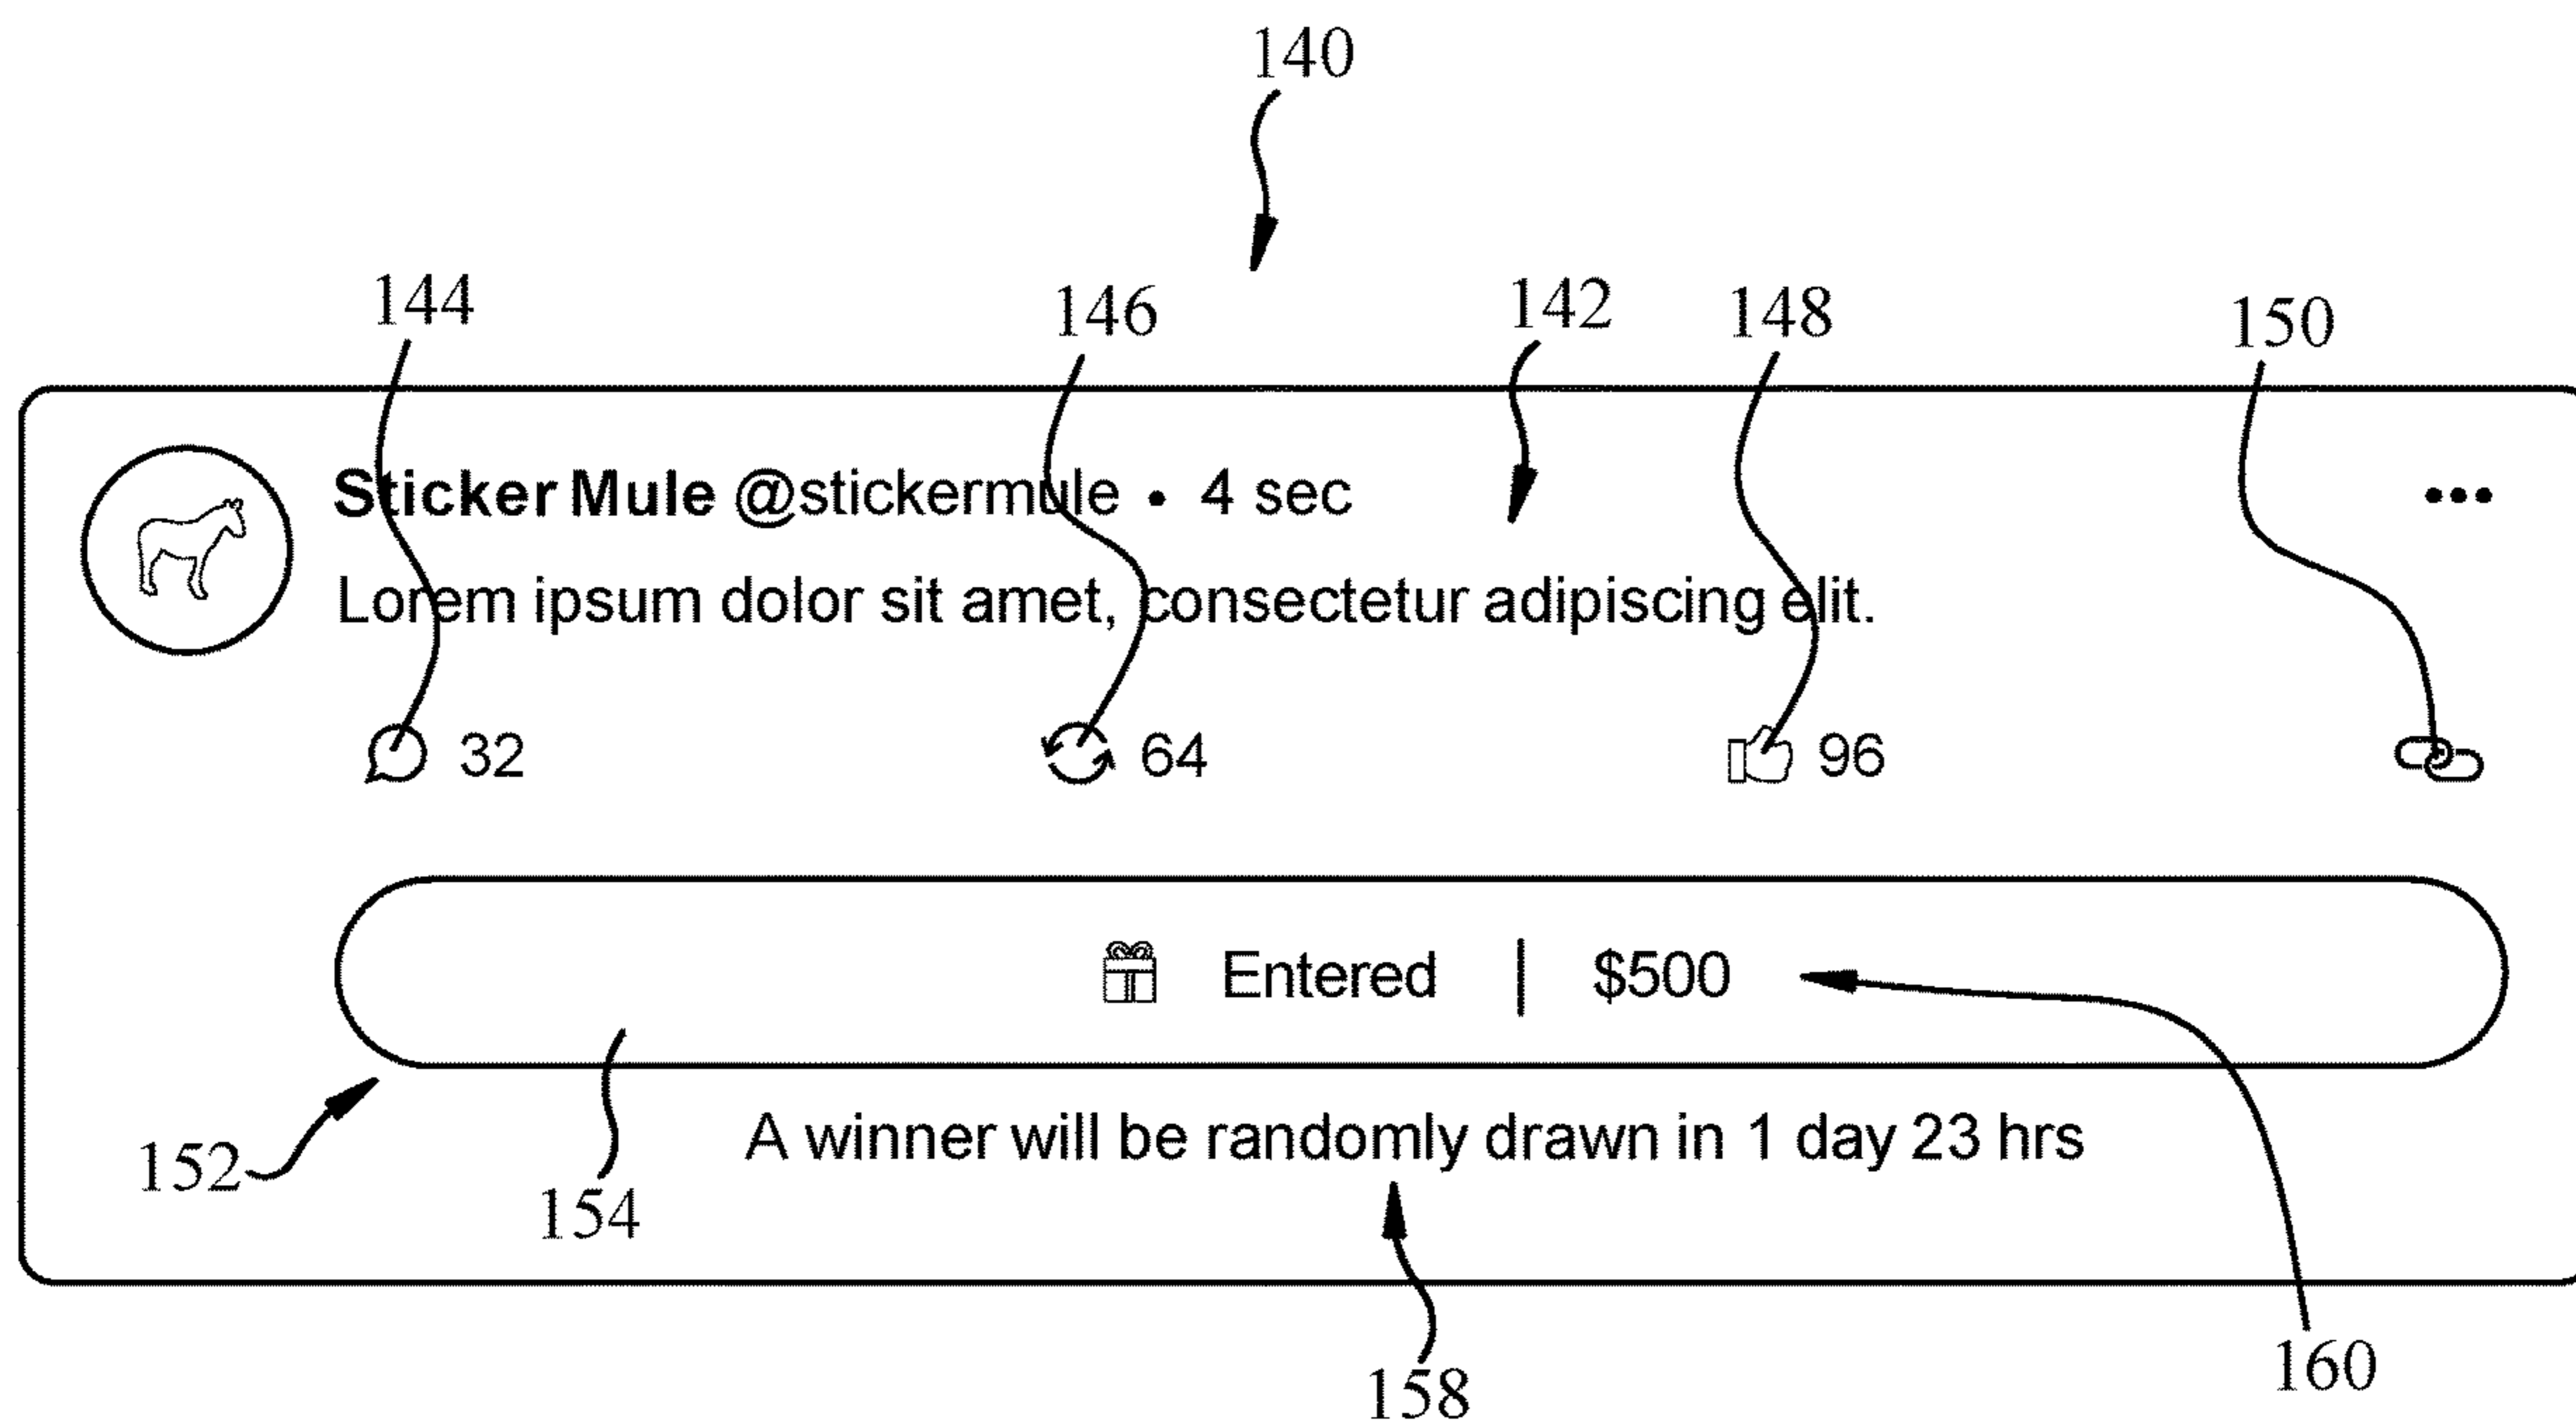 140
144 146 142 148 150
Sticker Mule @stickermule • 4 sec •••
Lorem ipsum dolor sit amet, consectetur adipiscing elit.
32 64 96
Entered | $500
A winner will be randomly drawn in 1 day 23 hrs
152
154
160
158